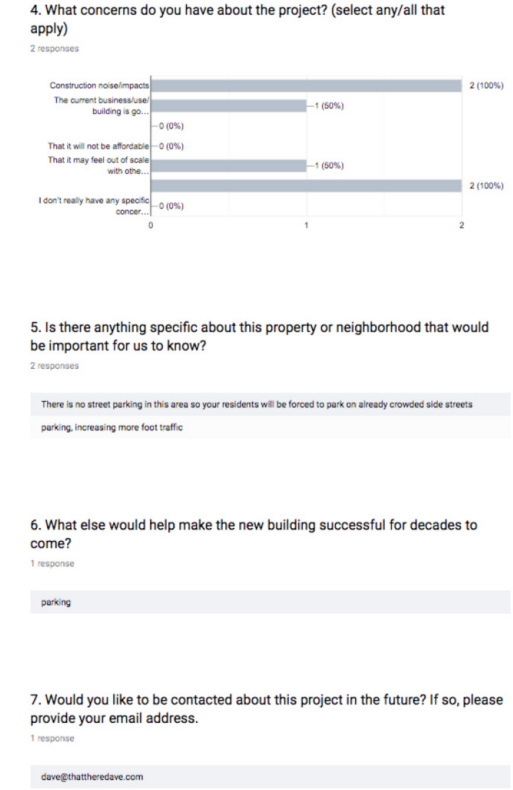 4. What concerns do you have about the project? (select any/all that
apply)
2 responses
Construction noise/impacts
2 (100%)
The current business/use/
building is go...
1 (50%)
0 (0%)
That it will not be affordable
0 (0%)
That it may feel out of scale
with othe...
1 (50%)
2 (100%)
I don't really have any specific
concer...
0 (0%)
0 1 2
5. Is there anything specific about this property or neighborhood that would
be important for us to know?
2 responses
There is no street parking in this area so your residents will be forced to park on already crowded side streets
parking, increasing more foot traffic
6. What else would help make the new building successful for decades to
come?
1 response
parking
7. Would you like to be contacted about this project in the future? If so, please
provide your email address.
1 response
dave@thattheredave.com